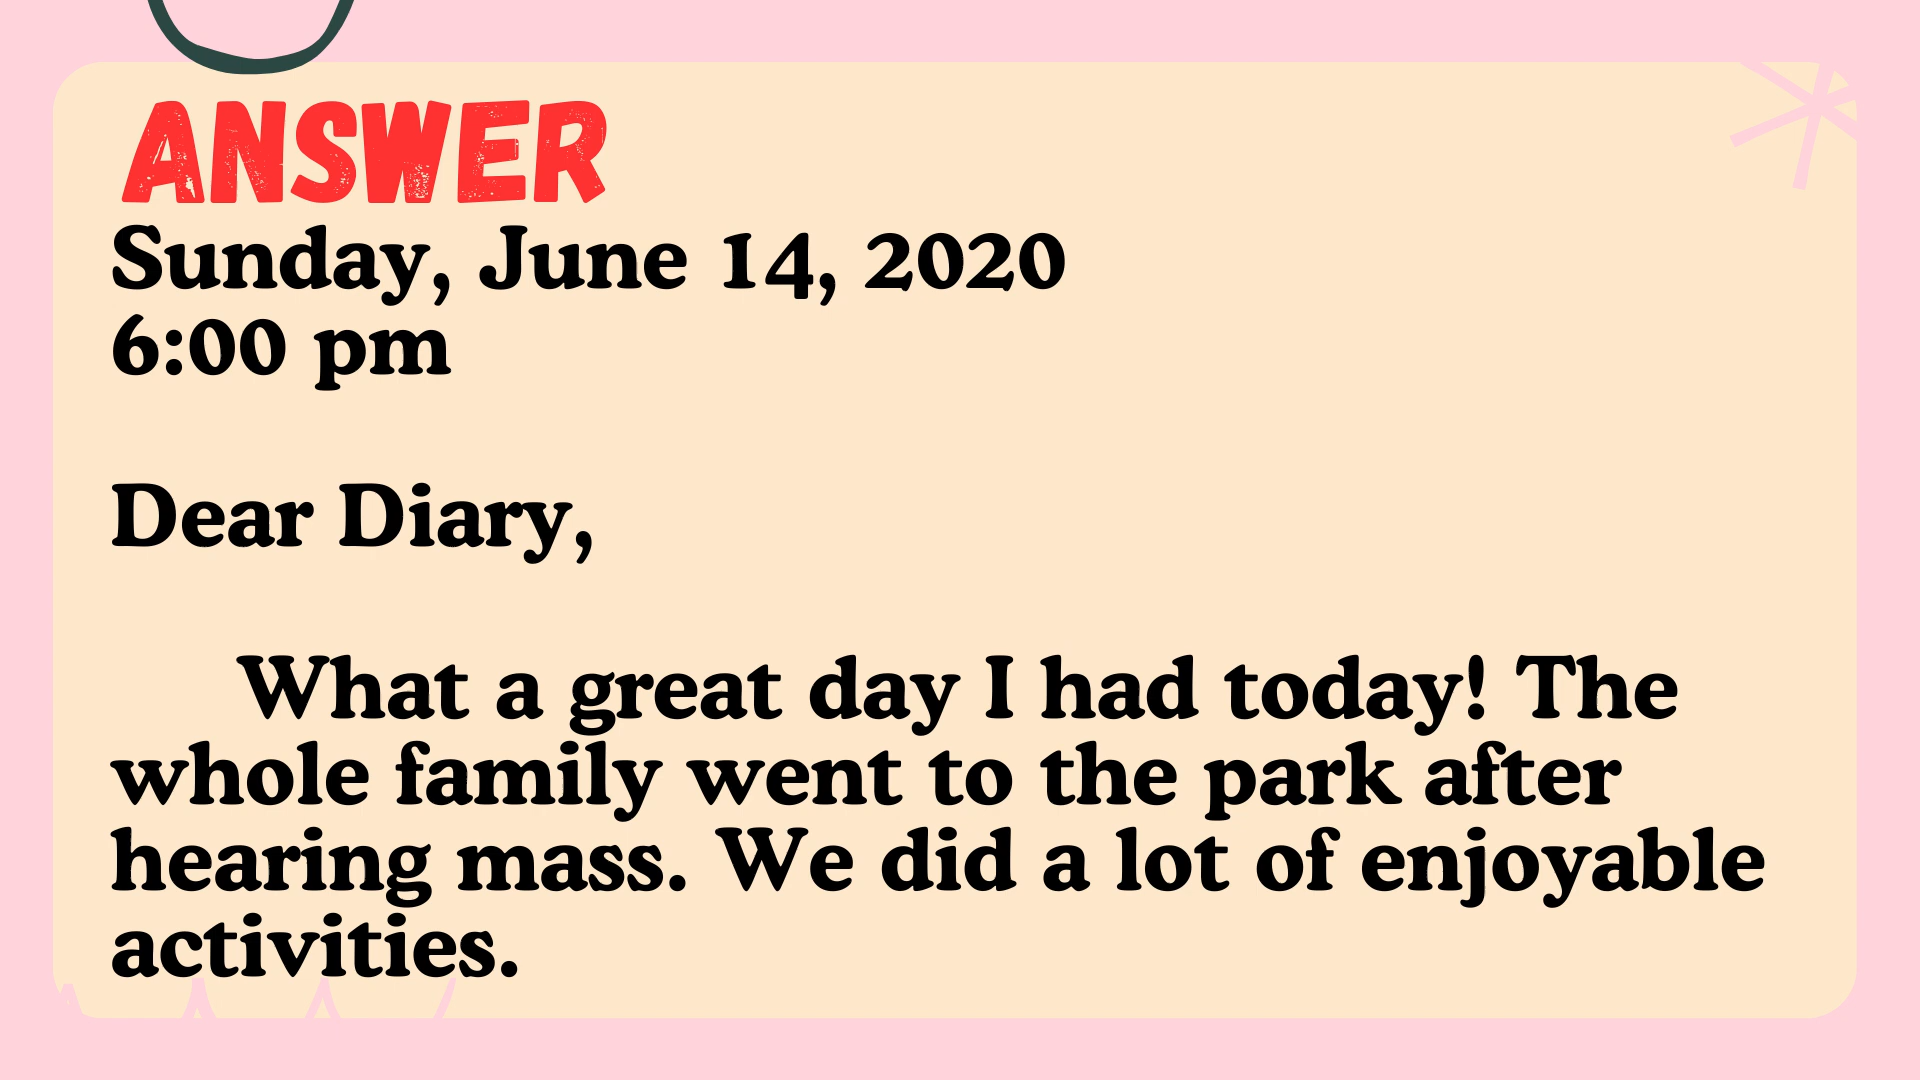 ANSWER
Sunday, June 14, 2020
6:00 pm
Dear Diary,
What a great day I had today! The
whole family went to the park after
hearing mass. We did a lot of enjoyable
activities.